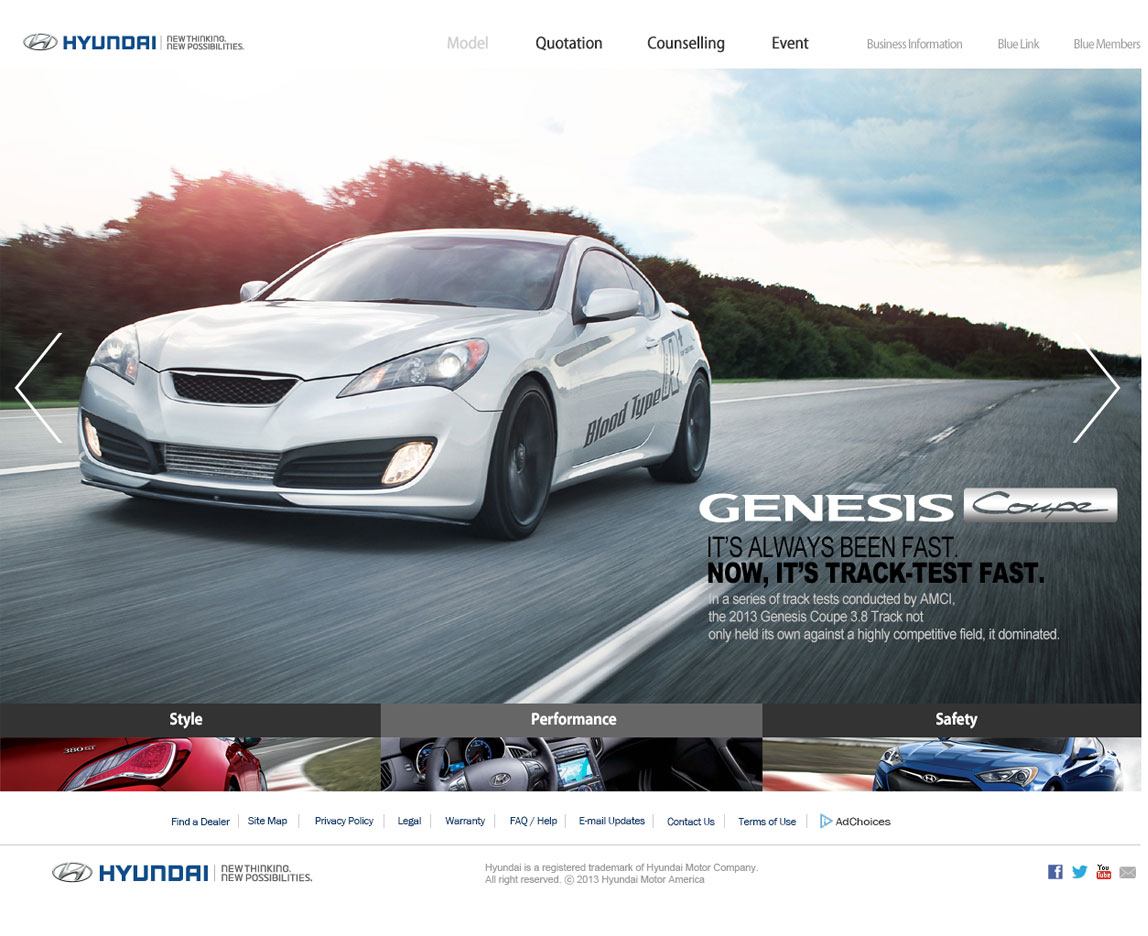 HYUNDAI | NEW THINKING. NEW POSSIBILITIES.
Model Quotation Counselling Event Business Information Blue Link Blue Members
Blood Type R
GENESIS Coupe
IT'S ALWAYS BEEN FAST.
NOW, IT'S TRACK-TEST FAST.
In a series of track tests conducted by AMCI,
the 2013 Genesis Coupe 3.8 Track not
only held its own against a highly competitive field, it dominated.
Style Performance Safety
380 GT
Find a Dealer | Site Map | Privacy Policy | Legal | Warranty | FAQ / Help | E-mail Updates | Contact Us | Terms of Use | AdChoices
HYUNDAI | NEW THINKING. NEW POSSIBILITIES.
Hyundai is a registered trademark of Hyundai Motor Company.
All right reserved. ⓒ 2013 Hyundai Motor America
You Tube